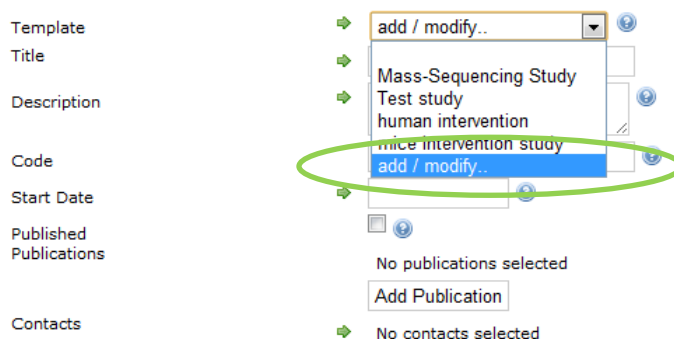 Template add / modify..
Title
Mass-Sequencing Study
Description Test study
human intervention
mice intervention study
Code add / modify..
Start Date
Published
Publications
No publications selected
Add Publication
Contacts No contacts selected